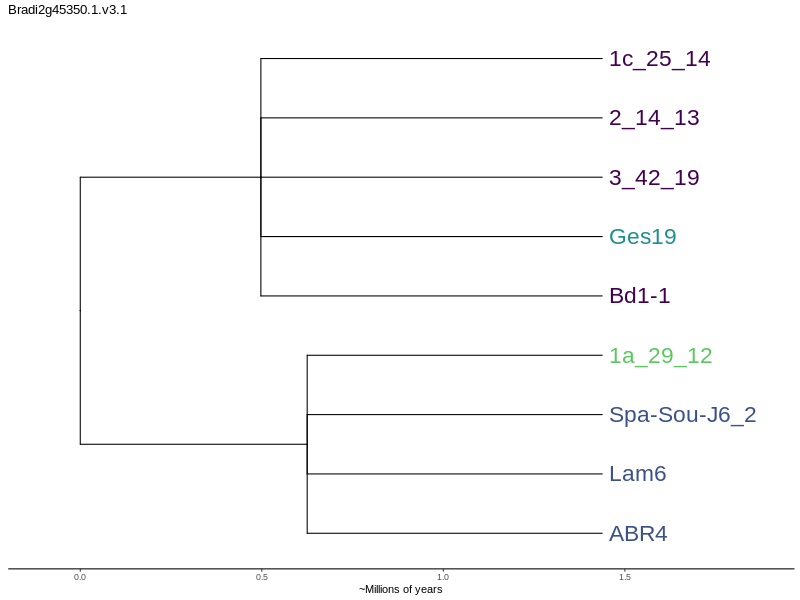 Bradi2g45350.1.v3.1
1c_25_14
2_14_13
3_42_19
Ges19
Bd1-1
1a_29_12
Spa-Sou-J6_2
Lam6
ABR4
0.0 0.5 1.0 1.5
~Millions of years